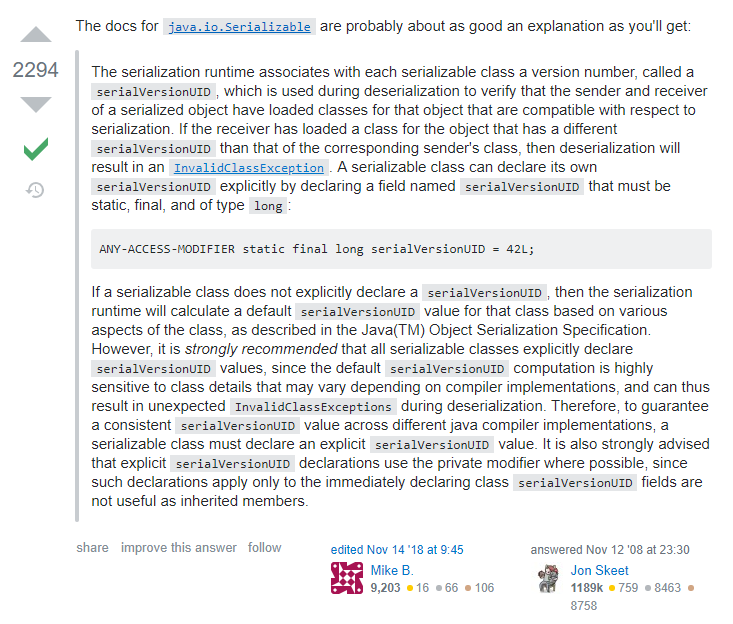 The docs for java.io.Serializable are probably about as good an explanation as you'll get:
2294
The serialization runtime associates with each serializable class a version number, called a
serialVersionUID, which is used during deserialization to verify that the sender and receiver
of a serialized object have loaded classes for that object that are compatible with respect to
serialization. If the receiver has loaded a class for the object that has a different
serialVersionUID than that of the corresponding sender's class, then deserialization will
result in an InvalidClassException. A serializable class can declare its own
serialVersionUID explicitly by declaring a field named serialVersionUID that must be
static, final, and of type long:
ANY-ACCESS-MODIFIER static final long serialVersionUID = 42L;
If a serializable class does not explicitly declare a serialVersionUID, then the serialization
runtime will calculate a default serialVersionUID value for that class based on various
aspects of the class, as described in the Java(TM) Object Serialization Specification.
However, it is strongly recommended that all serializable classes explicitly declare
serialVersionUID values, since the default serialVersionUID computation is highly
sensitive to class details that may vary depending on compiler implementations, and can thus
result in unexpected InvalidClassExceptions during deserialization. Therefore, to guarantee
a consistent serialVersionUID value across different java compiler implementations, a
serializable class must declare an explicit serialVersionUID value. It is also strongly advised
that explicit serialVersionUID declarations use the private modifier where possible, since
such declarations apply only to the immediately declaring class serialVersionUID fields are
not useful as inherited members.
share improve this answer follow
edited Nov 14 '18 at 9:45
Mike B.
9,203 16 66 106
answered Nov 12 '08 at 23:30
Jon Skeet
1189k 759 8463
8758